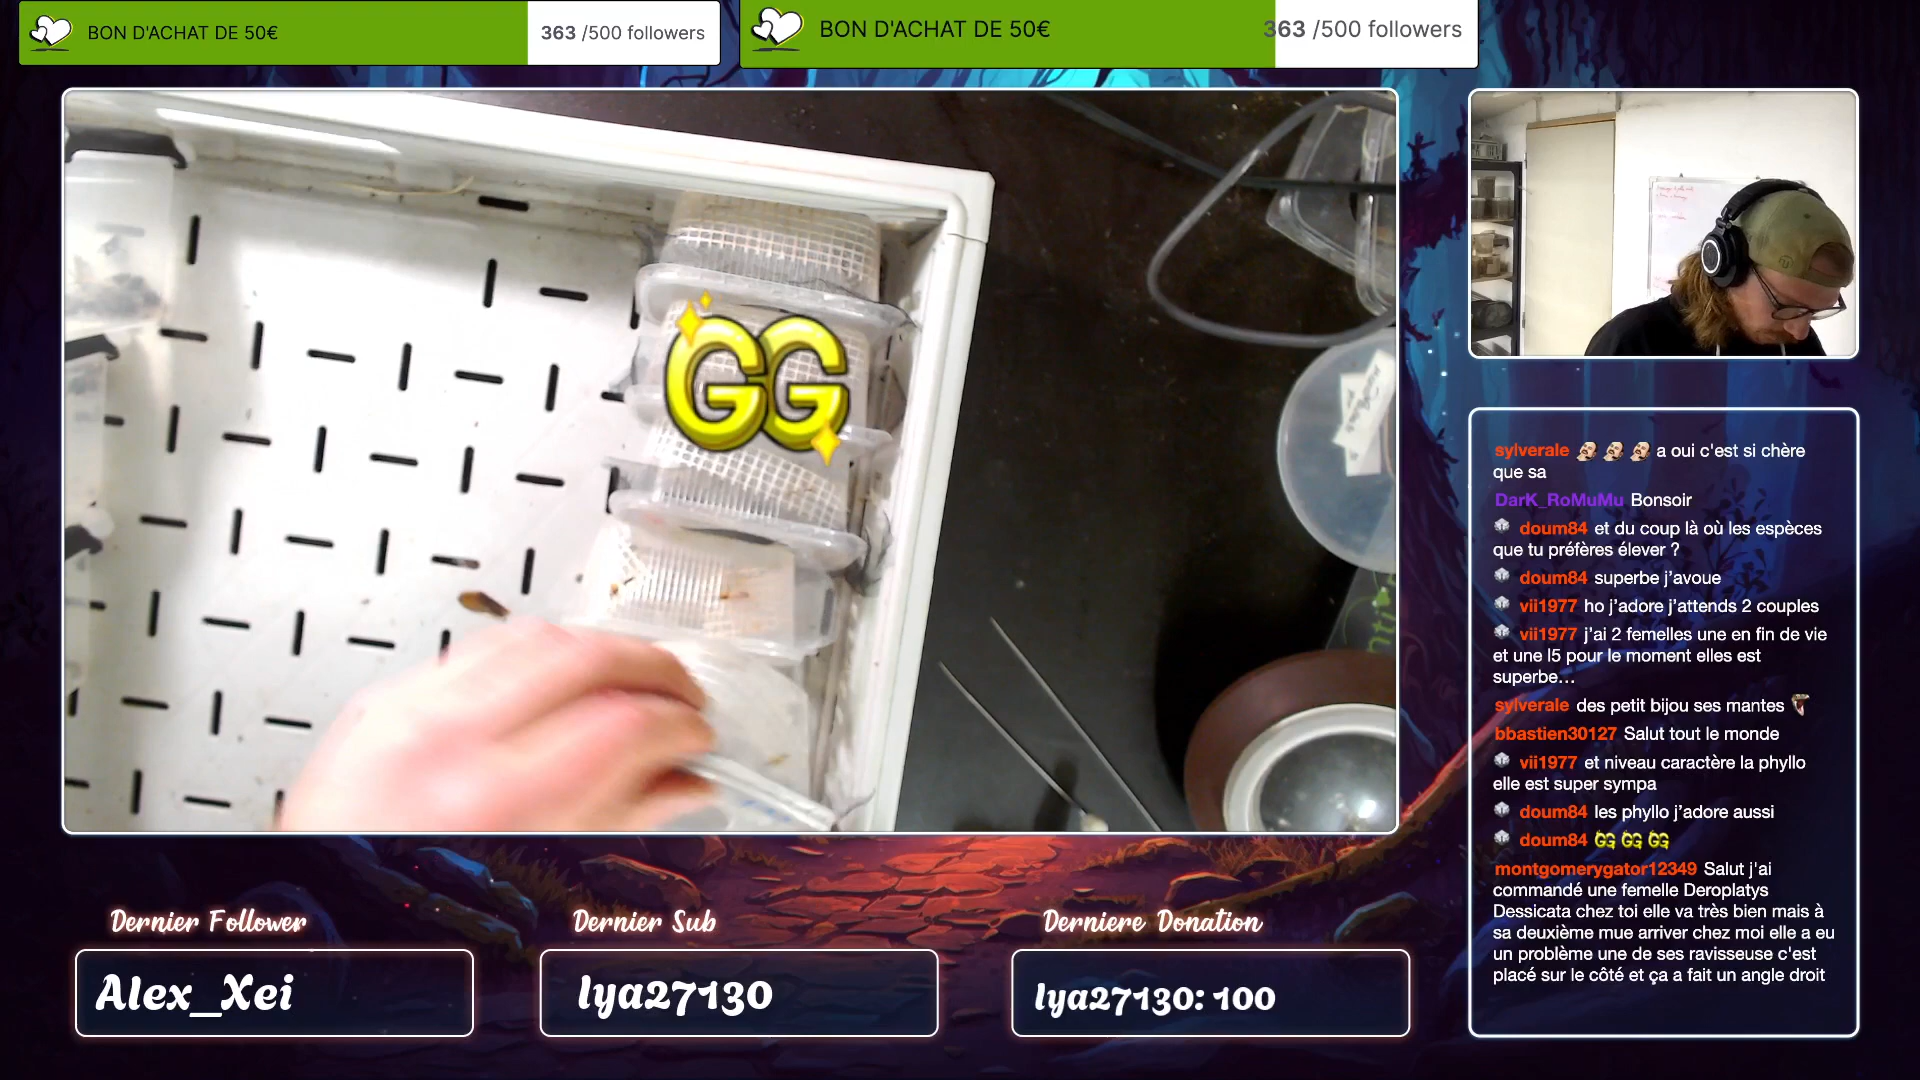 BON D'ACHAT DE 50€
363 /500 followers
BON D'ACHAT DE 50€
363 /500 followers
GG
sylverale a oui c'est si chère
que sa
DarK_RoMuMu Bonsoir
doum84 et du coup là où les espèces
que tu préfères élever ?
doum84 superbe j’avoue
vii1977 ho j’adore j’attends 2 couples
vii1977 j’ai 2 femelles une en fin de vie
et une l5 pour le moment elles est
superbe…
sylverale des petit bijou ses mantes
bbastien30127 Salut tout le monde
vii1977 et niveau caractère la phyllo
elle est super sympa
doum84 les phyllo j’adore aussi
doum84 GG GG GG
montgomerygator12349 Salut j'ai
commandé une femelle Deroplatys
Dessicata chez toi elle va très bien mais à
sa deuxième mue arriver chez moi elle a eu
un problème une de ses ravisseuse c'est
placé sur le côté et ça a fait un angle droit
Dernier Follower
Alex_Xei
Dernier Sub
lya27130
Derniere Donation
lya27130: 100